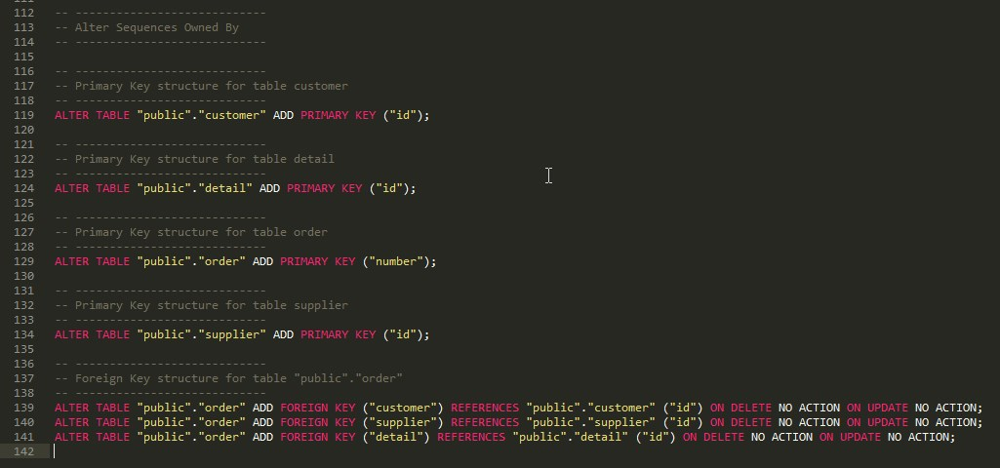 112 -- ----------------------------
113 -- Alter Sequences Owned By
114 -- ----------------------------
115
116 -- ----------------------------
117 -- Primary Key structure for table customer
118 -- ----------------------------
119 ALTER TABLE "public"."customer" ADD PRIMARY KEY ("id");
120
121 -- ----------------------------
122 -- Primary Key structure for table detail
123 -- ----------------------------
124 ALTER TABLE "public"."detail" ADD PRIMARY KEY ("id");
125
126 -- ----------------------------
127 -- Primary Key structure for table order
128 -- ----------------------------
129 ALTER TABLE "public"."order" ADD PRIMARY KEY ("number");
130
131 -- ----------------------------
132 -- Primary Key structure for table supplier
133 -- ----------------------------
134 ALTER TABLE "public"."supplier" ADD PRIMARY KEY ("id");
135
136 -- ----------------------------
137 -- Foreign Key structure for table "public"."order"
138 -- ----------------------------
139 ALTER TABLE "public"."order" ADD FOREIGN KEY ("customer") REFERENCES "public"."customer" ("id") ON DELETE NO ACTION ON UPDATE NO ACTION;
140 ALTER TABLE "public"."order" ADD FOREIGN KEY ("supplier") REFERENCES "public"."supplier" ("id") ON DELETE NO ACTION ON UPDATE NO ACTION;
141 ALTER TABLE "public"."order" ADD FOREIGN KEY ("detail") REFERENCES "public"."detail" ("id") ON DELETE NO ACTION ON UPDATE NO ACTION;
142